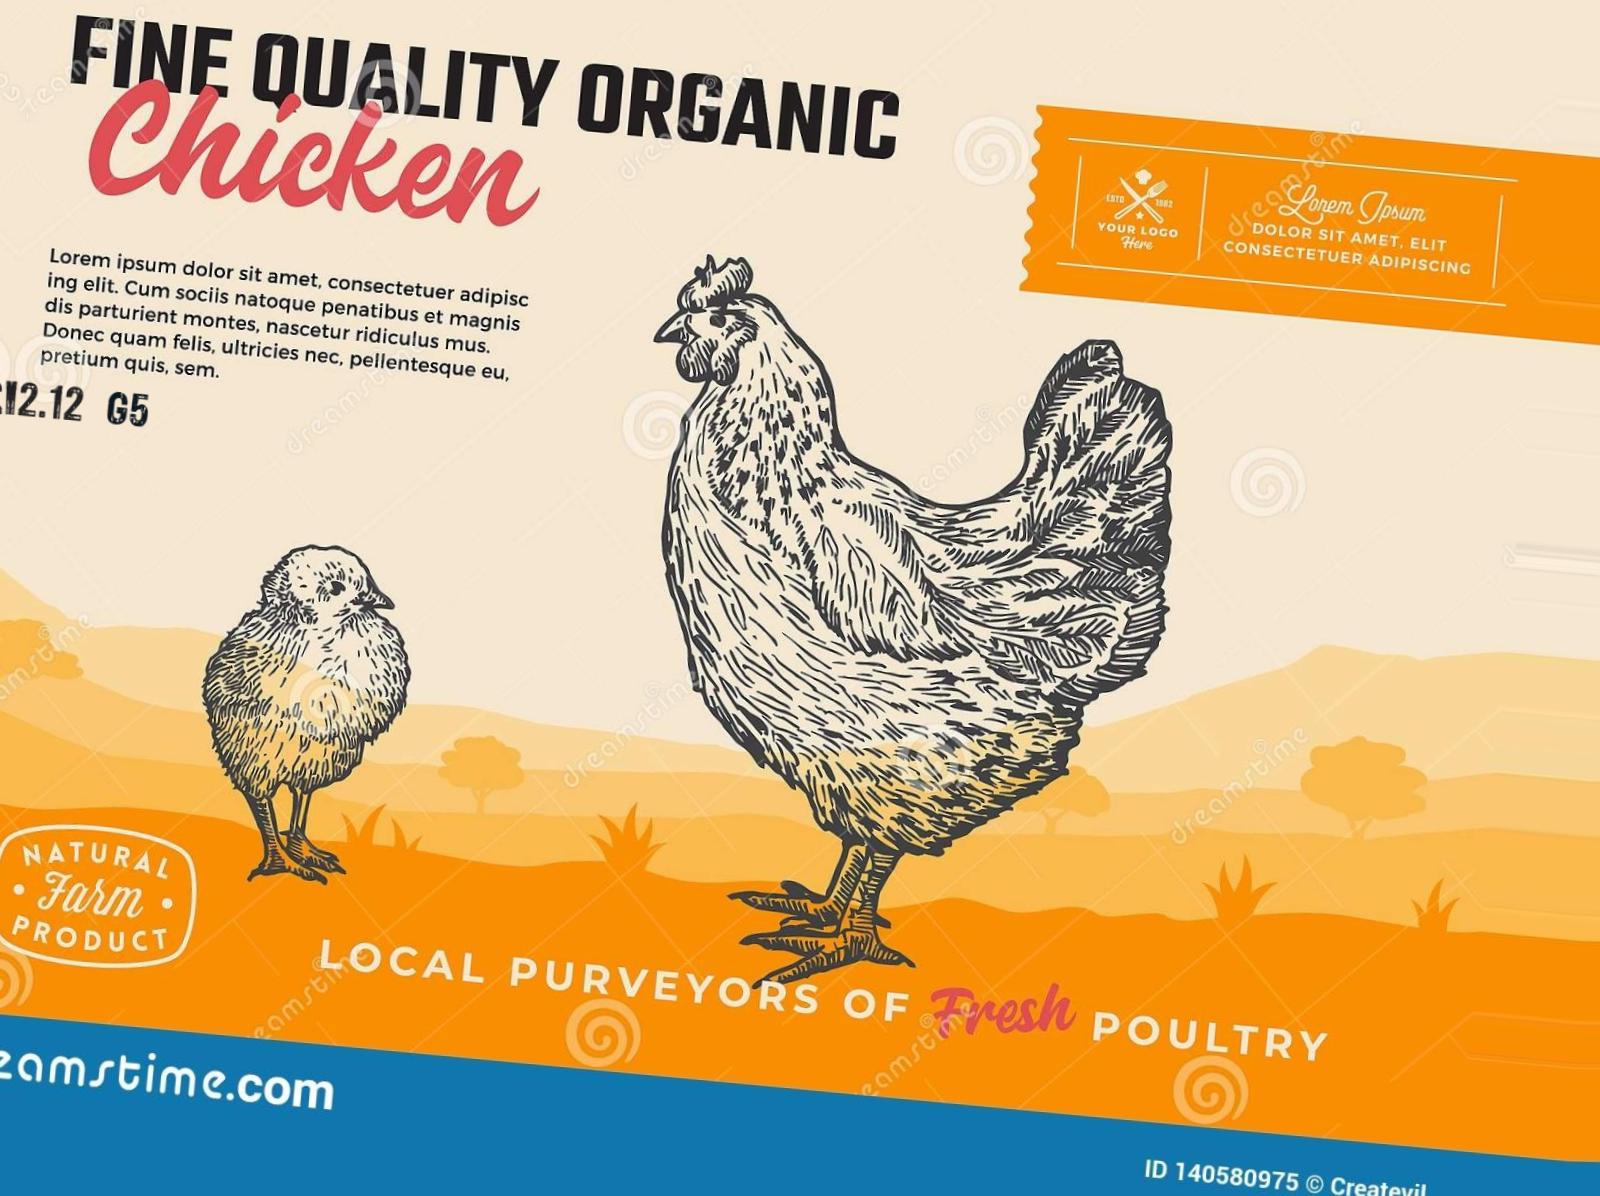 FINE QUALITY ORGANIC
Chicken
Lorem ipsum dolor sit amet, consectetuer adipisc
ing elit. Cum sociis natoque penatibus et magnis
dis parturient montes, nascetur ridiculus mus.
Donec quam felis, ultricies nec, pellentesque eu,
pretium quis, sem.
12.12 G5
ESTD 1982
YOUR LOGO
Here
Lorem Ipsum
DOLOR SIT AMET, ELIT
CONSECTETUER ADIPISCING
NATURAL
Farm
PRODUCT
LOCAL PURVEYORS OF Fresh POULTRY
eamstime.com
ID 140580975 © Createvil